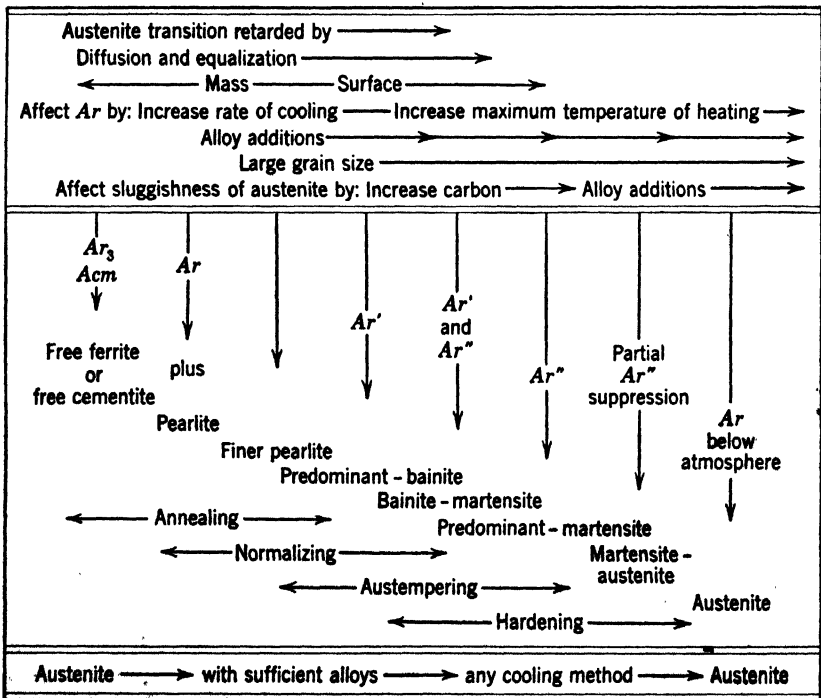 Austenite transition retarded by
Diffusion and equalization
Mass Surface
Affect Ar by: Increase rate of cooling Increase maximum temperature of heating
Alloy additions
Large grain size
Affect sluggishness of austenite by: Increase carbon Alloy additions
Ar₃
Acm
Free ferrite
or
free cementite
Ar
plus
Pearlite
Finer pearlite
Ar′
Predominant - bainite
Ar′
and
Ar″
Bainite - martensite
Ar″
Predominant - martensite
Partial
Ar″
suppression
Martensite -
austenite
Ar
below
atmosphere
Austenite
Annealing
Normalizing
Austempering
Hardening
Austenite with sufficient alloys any cooling method Austenite